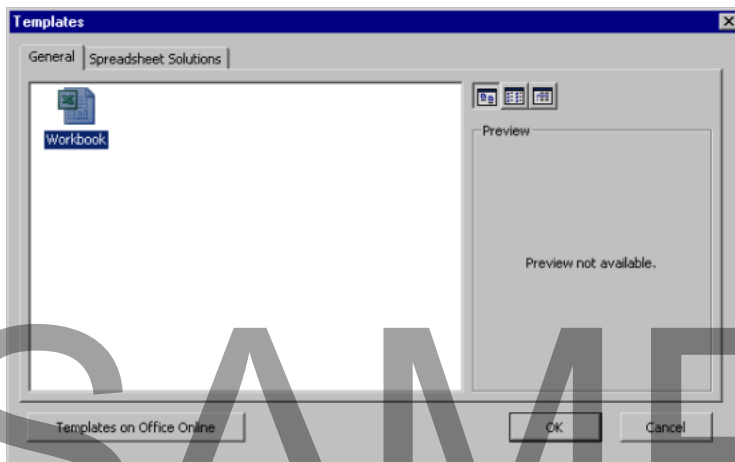 Templates
General Spreadsheet Solutions
Workbook
Preview
Preview not available.
Templates on Office Online OK Cancel